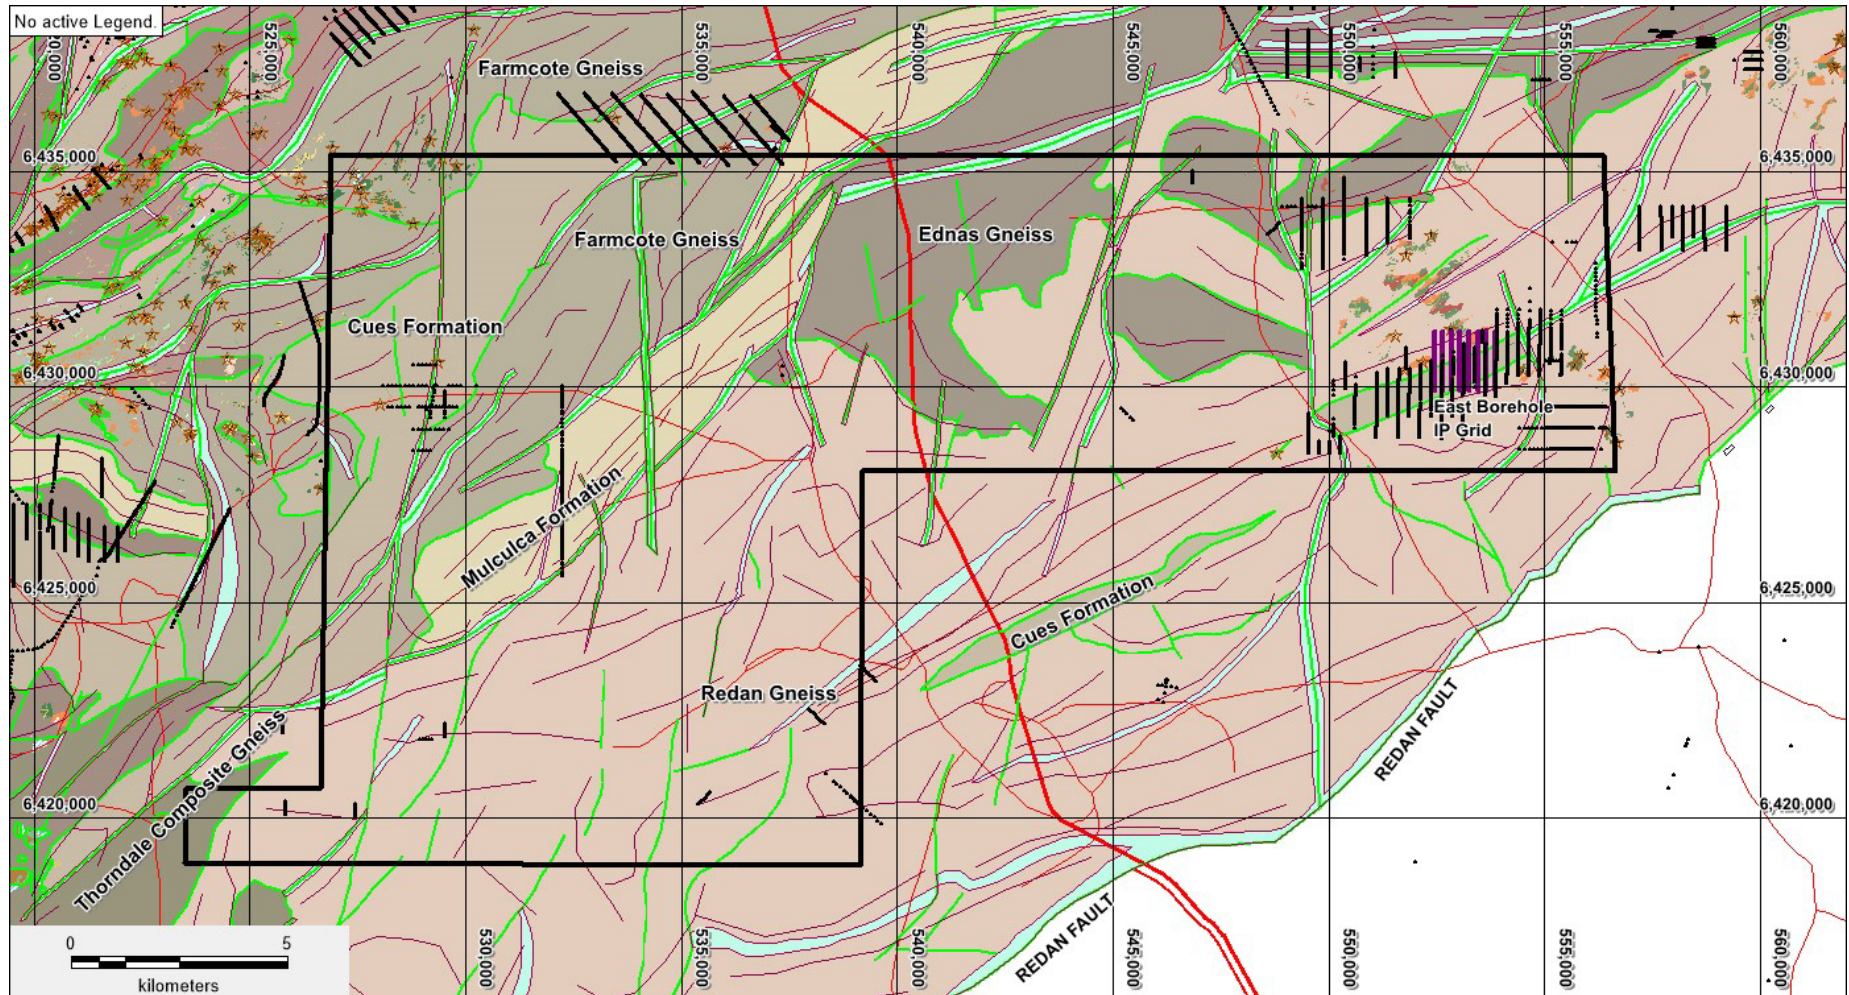 No active Legend.
525,000
535,000
540,000
545,000
550,000
555,000
560,000
Farmcote Gneiss
6,435,000
6,435,000
Farmcote Gneiss
Ednas Gneiss
Cues Formation
6,430,000
6,430,000
East Borehole
IP Grid
Mulculca Formation
6,425,000
6,425,000
Cues Formation
Redan Gneiss
REDAN FAULT
Thorndale Composite Gneiss
6,420,000
6,420,000
REDAN FAULT
0 5
kilometers
530,000
535,000
540,000
545,000
550,000
555,000
560,000